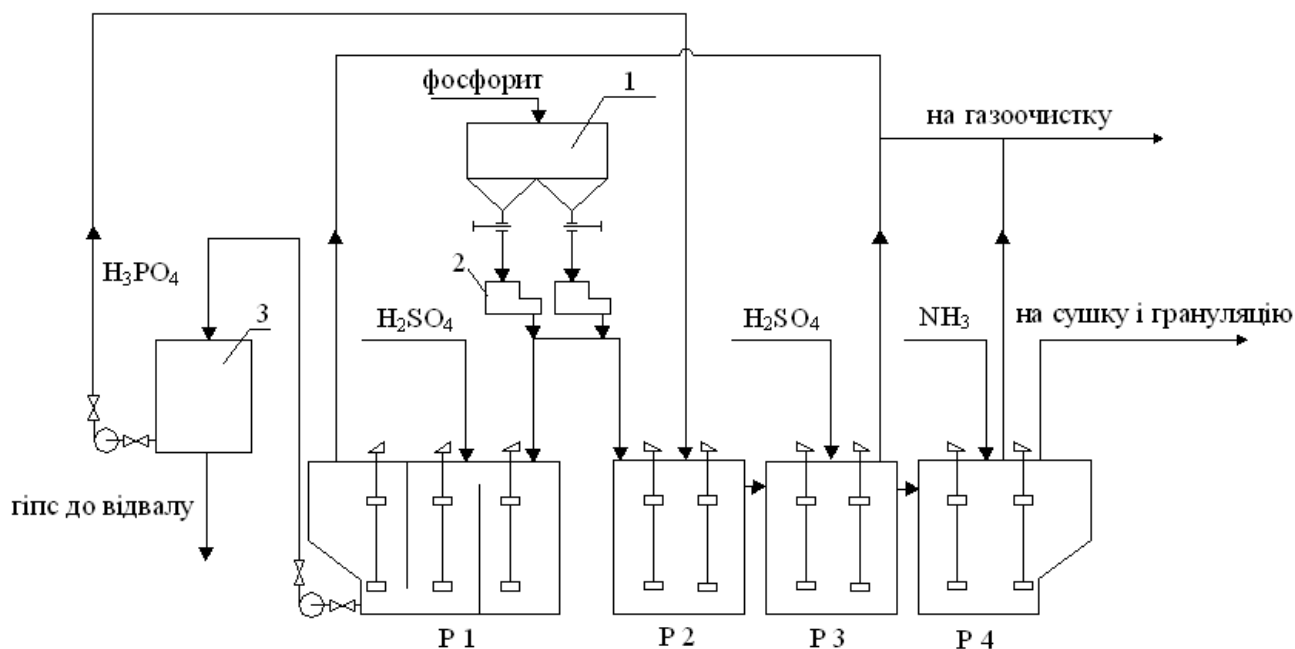 фосфорит
1
на газоочистку
H₃PO₄
2
3
H₂SO₄
H₂SO₄
NH₃
на сушку і грануляцію
гіпс до відвалу
Р 1
Р 2
Р 3
Р 4